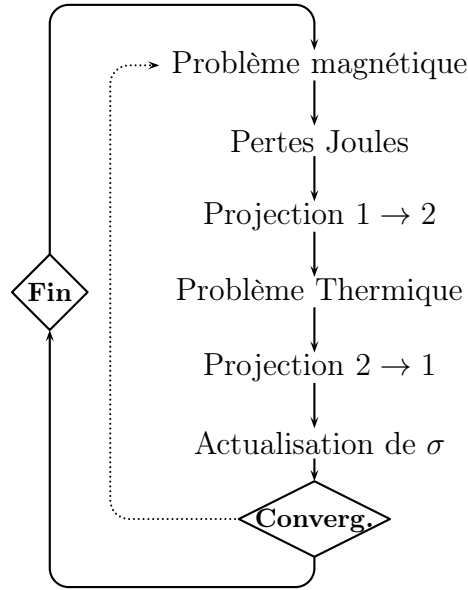 Problème magnétique
Pertes Joules
Projection 1 → 2
Fin
Problème Thermique
Projection 2 → 1
Actualisation de σ
Converg.